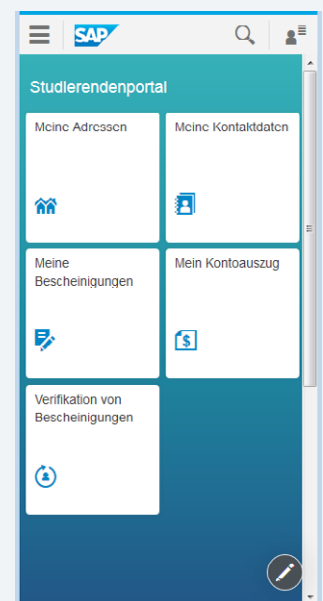 SAP
Studierendenportal
Meine Adressen
Meine Kontaktdaten
Meine
Bescheinigungen
Mein Kontoauszug
$
Verifikation von
Bescheinigungen